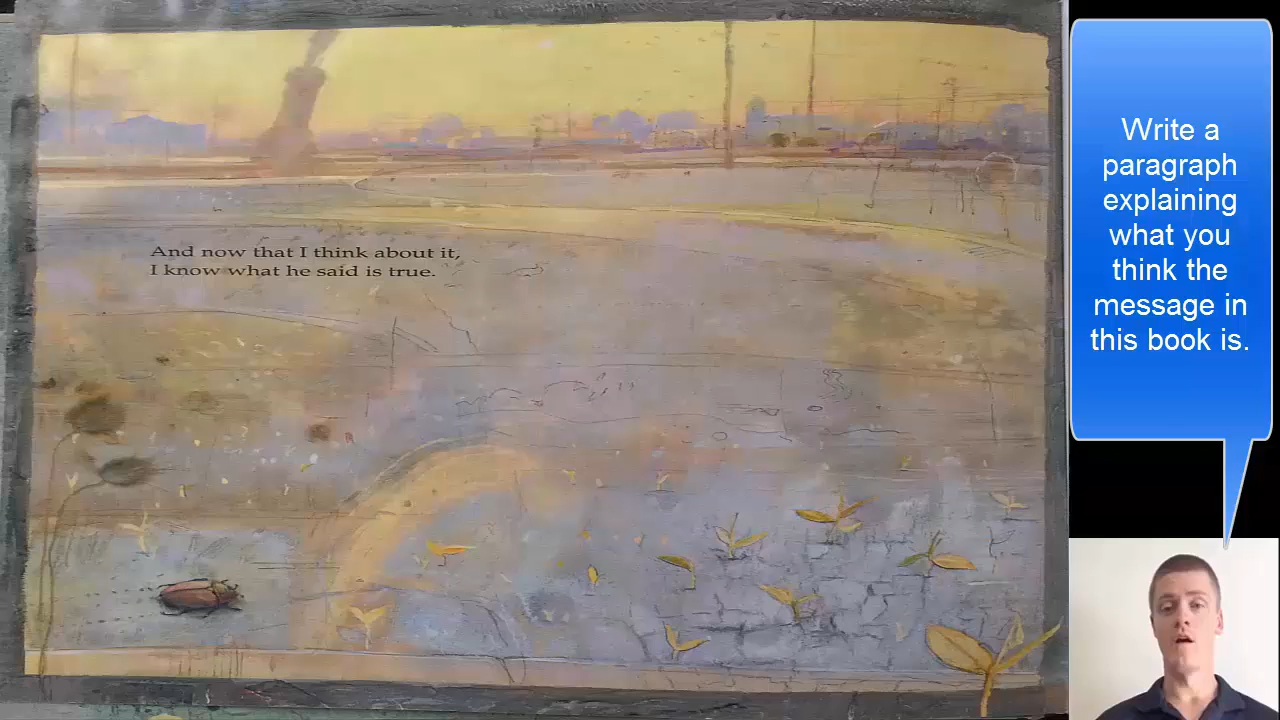 And now that I think about it,
I know what he said is true.
Write a
paragraph
explaining
what you
think the
message in
this book is.